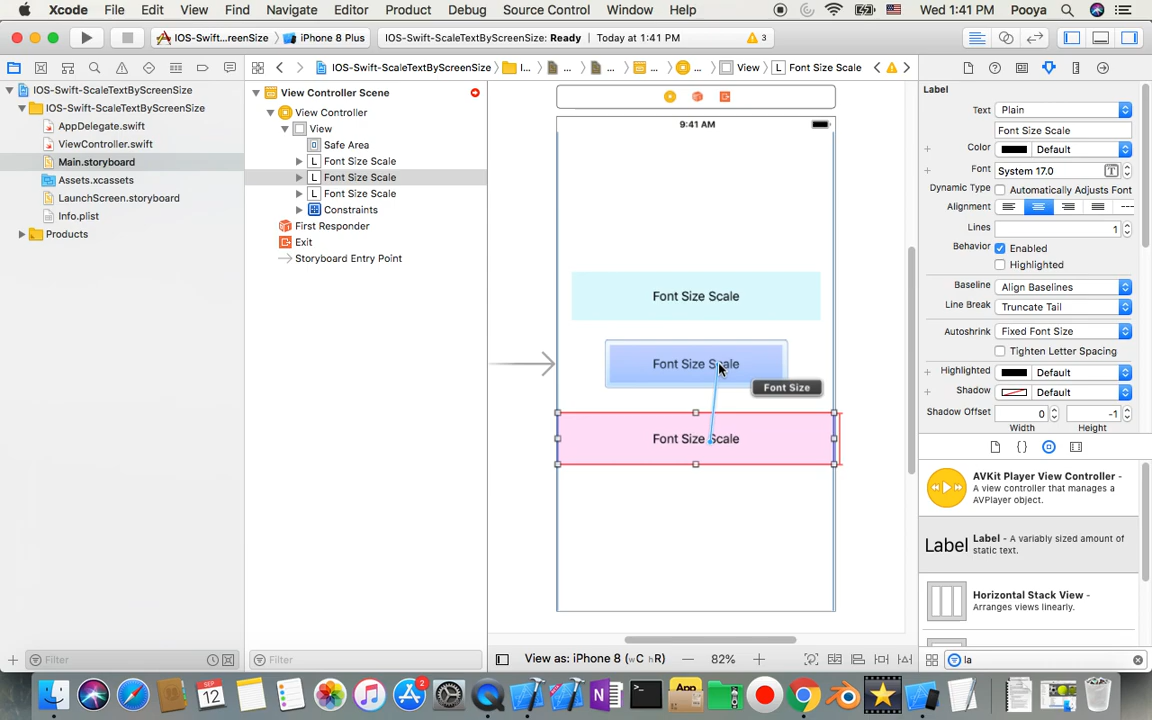 Xcode File Edit View Find Navigate Editor Product Debug Source Control Window Help Wed 1:41 PM Pooya
IOS-Swift...reenSize iPhone 8 Plus IOS-Swift-ScaleTextByScreenSize: Ready Today at 1:41 PM 3
IOS-Swift-ScaleTextByScreenSize I... ... ... ... ... View L Font Size Scale
IOS-Swift-ScaleTextByScreenSize
IOS-Swift-ScaleTextByScreenSize
AppDelegate.swift
ViewController.swift
Main.storyboard
Assets.xcassets
LaunchScreen.storyboard
Info.plist
Products
Filter
View Controller Scene
View Controller
View
Safe Area
L Font Size Scale
L Font Size Scale
L Font Size Scale
Constraints
First Responder
Exit
Storyboard Entry Point
Filter
9:41 AM
Font Size Scale
Font Size Scale
Font Size
Font Size Scale
View as: iPhone 8 (wC hR) 82%
Label
Text Plain
Font Size Scale
Color Default
Font System 17.0 T
Dynamic Type Automatically Adjusts Font
Alignment
Lines 1
Behavior Enabled
Highlighted
Baseline Align Baselines
Line Break Truncate Tail
Autoshrink Fixed Font Size
Tighten Letter Spacing
Highlighted Default
Shadow Default
Shadow Offset 0 -1
Width Height
AVKit Player View Controller -
A view controller that manages a
AVPlayer object.
Label
Label - A variably sized amount of
static text.
Horizontal Stack View -
Arranges views linearly.
la
SEP
12
2
App